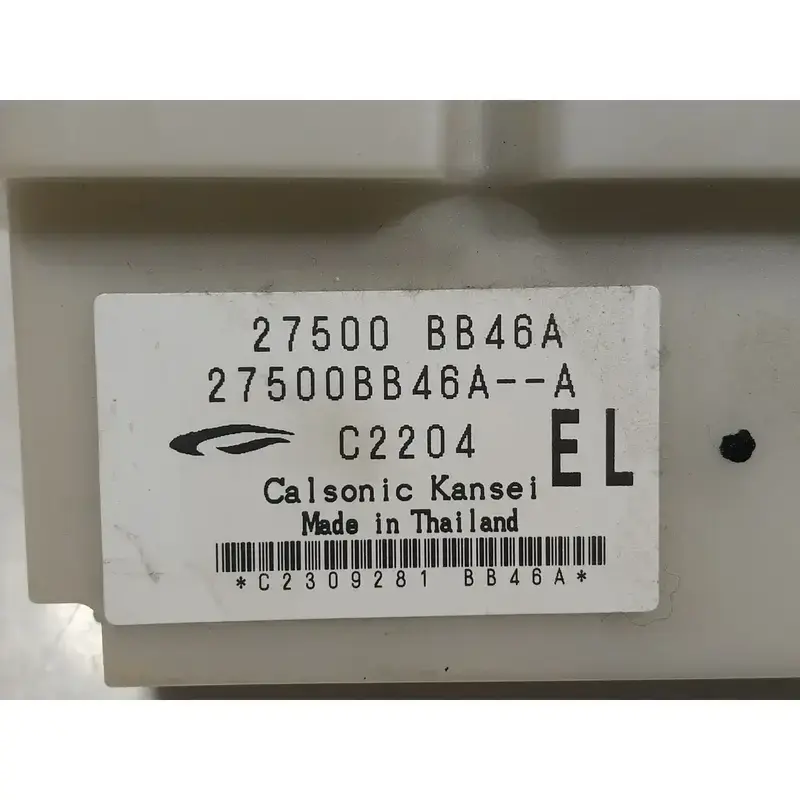 27500 BB46A
27500BB46A--A
C2204
EL
Calsonic Kansei
Made in Thailand
*C2309281 BB46A*